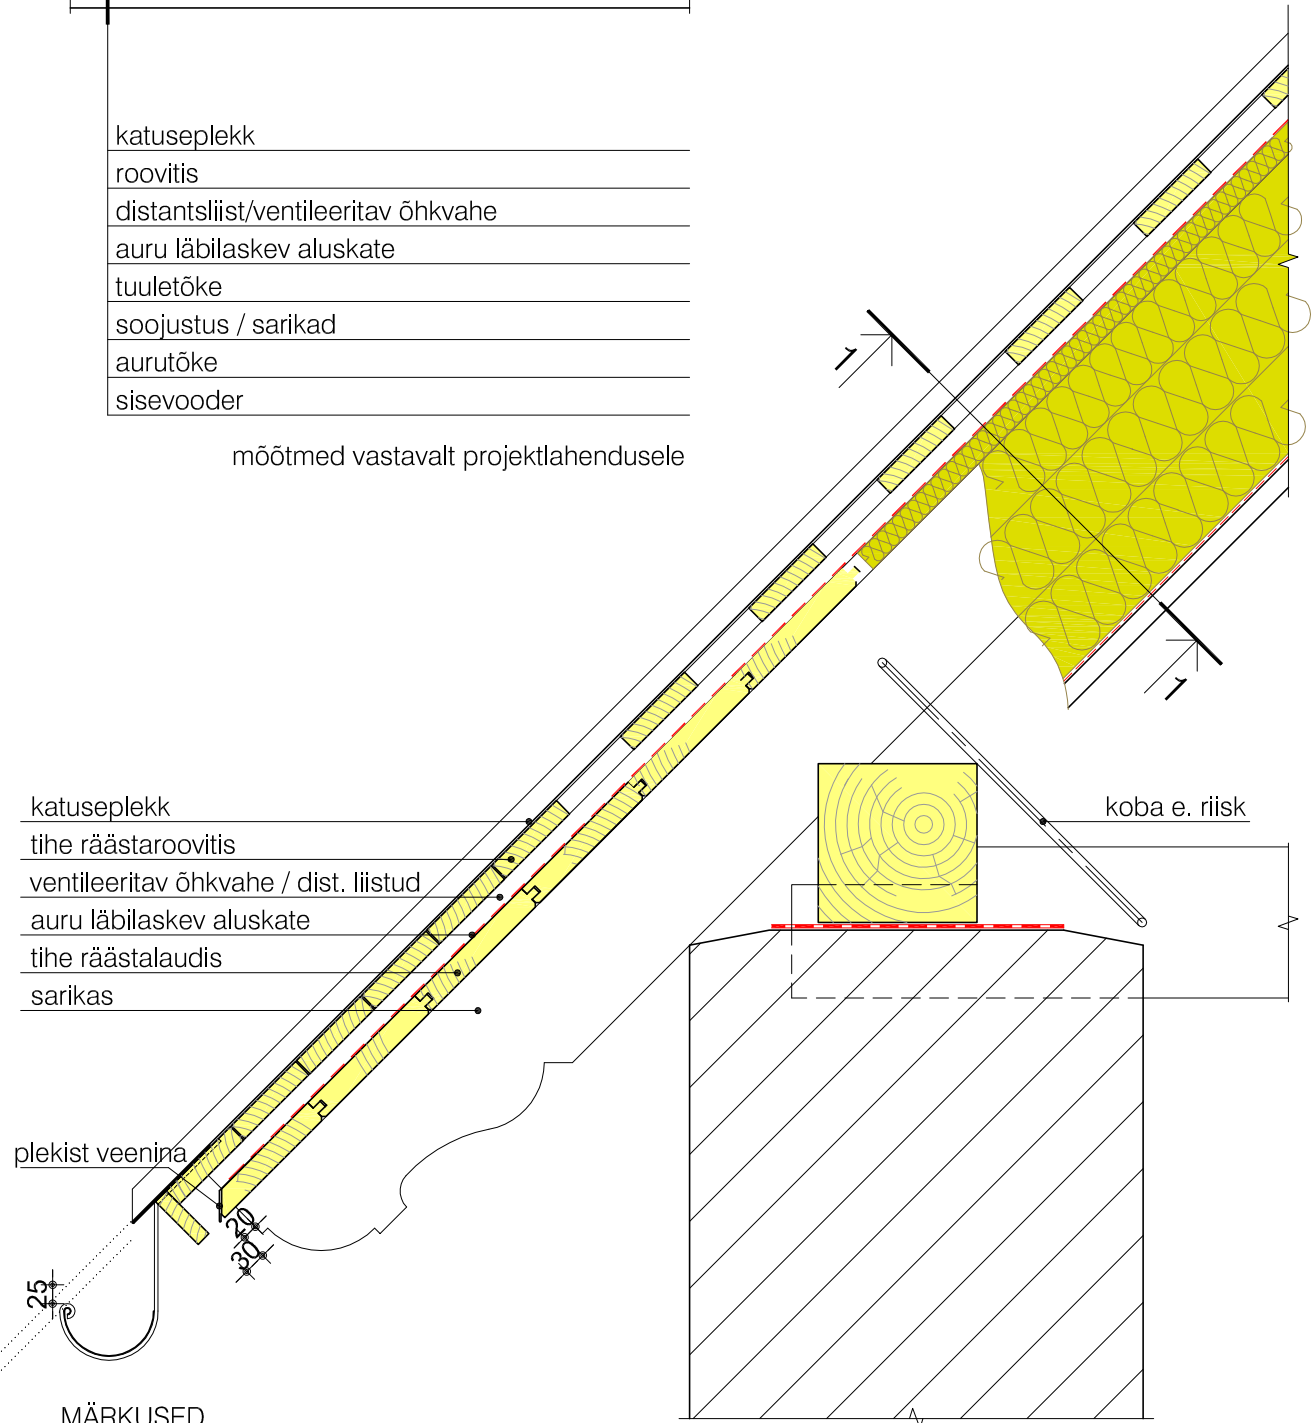 katuseplekk
roovitis
distantsliist/ventileeritav õhkvahe
auru läbilaskev aluskate
tuuletõke
soojustus / sarikad
aurutõke
sisevooder
mõõtmed vastavalt projektlahendusele
1
1
katuseplekk
tihe räästaroovitis
ventileeritav õhkvahe / dist. liistud
auru läbilaskev aluskate
tihe räästalaudis
sarikas
koba e. riisk
plekist veenina
20
30
25
MÄRKUSED